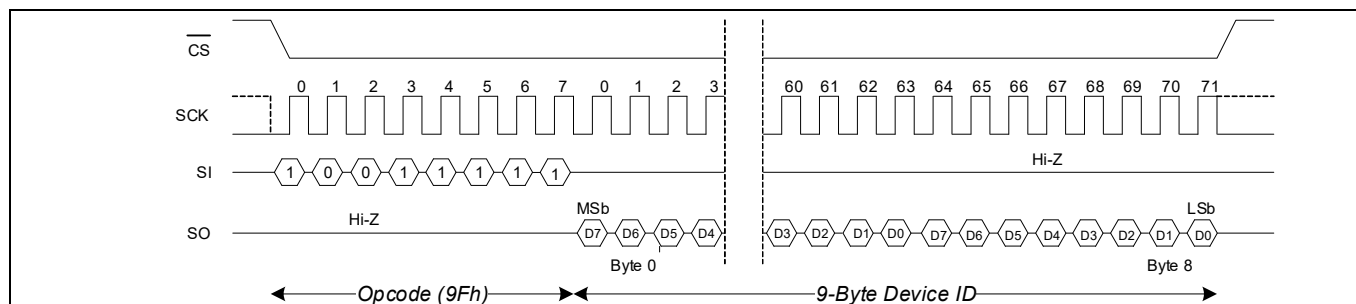 CS
0 1 2 3 4 5 6 7 0 1 2 3 60 61 62 63 64 65 66 67 68 69 70 71
SCK
Hi-Z
SI 1 0 0 1 1 1 1 1
Hi-Z MSb LSb
SO D7 D6 D5 D4 D3 D2 D1 D0 D7 D6 D5 D4 D3 D2 D1 D0
Byte 0 Byte 8
Opcode (9Fh) 9-Byte Device ID